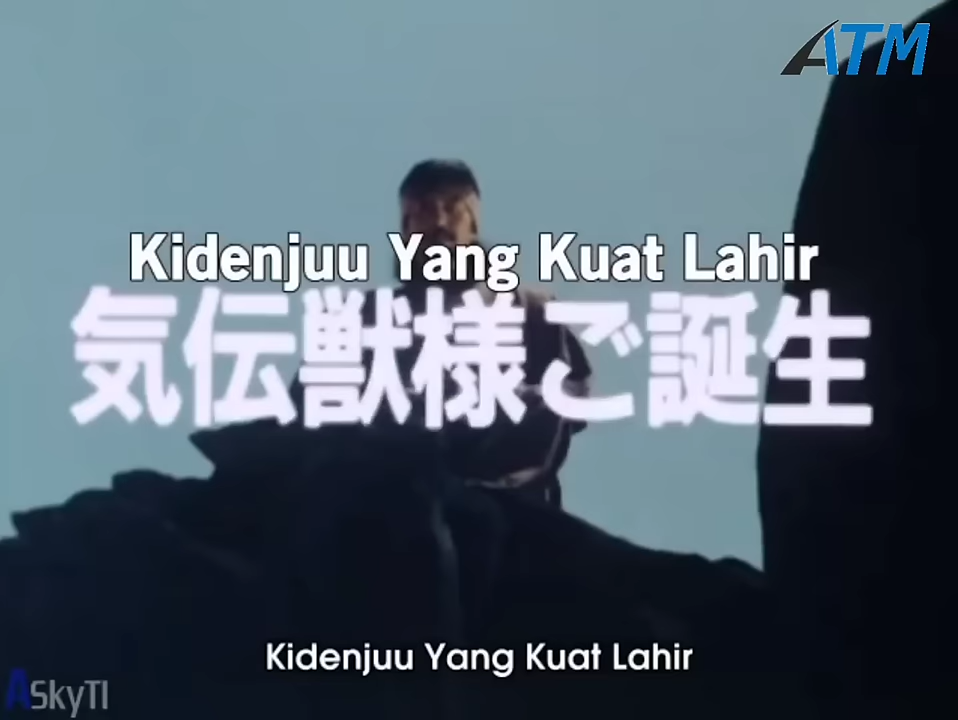 ATM
Kidenjuu Yang Kuat Lahir
気伝獣様ご誕生
Kidenjuu Yang Kuat Lahir
ASkyTI